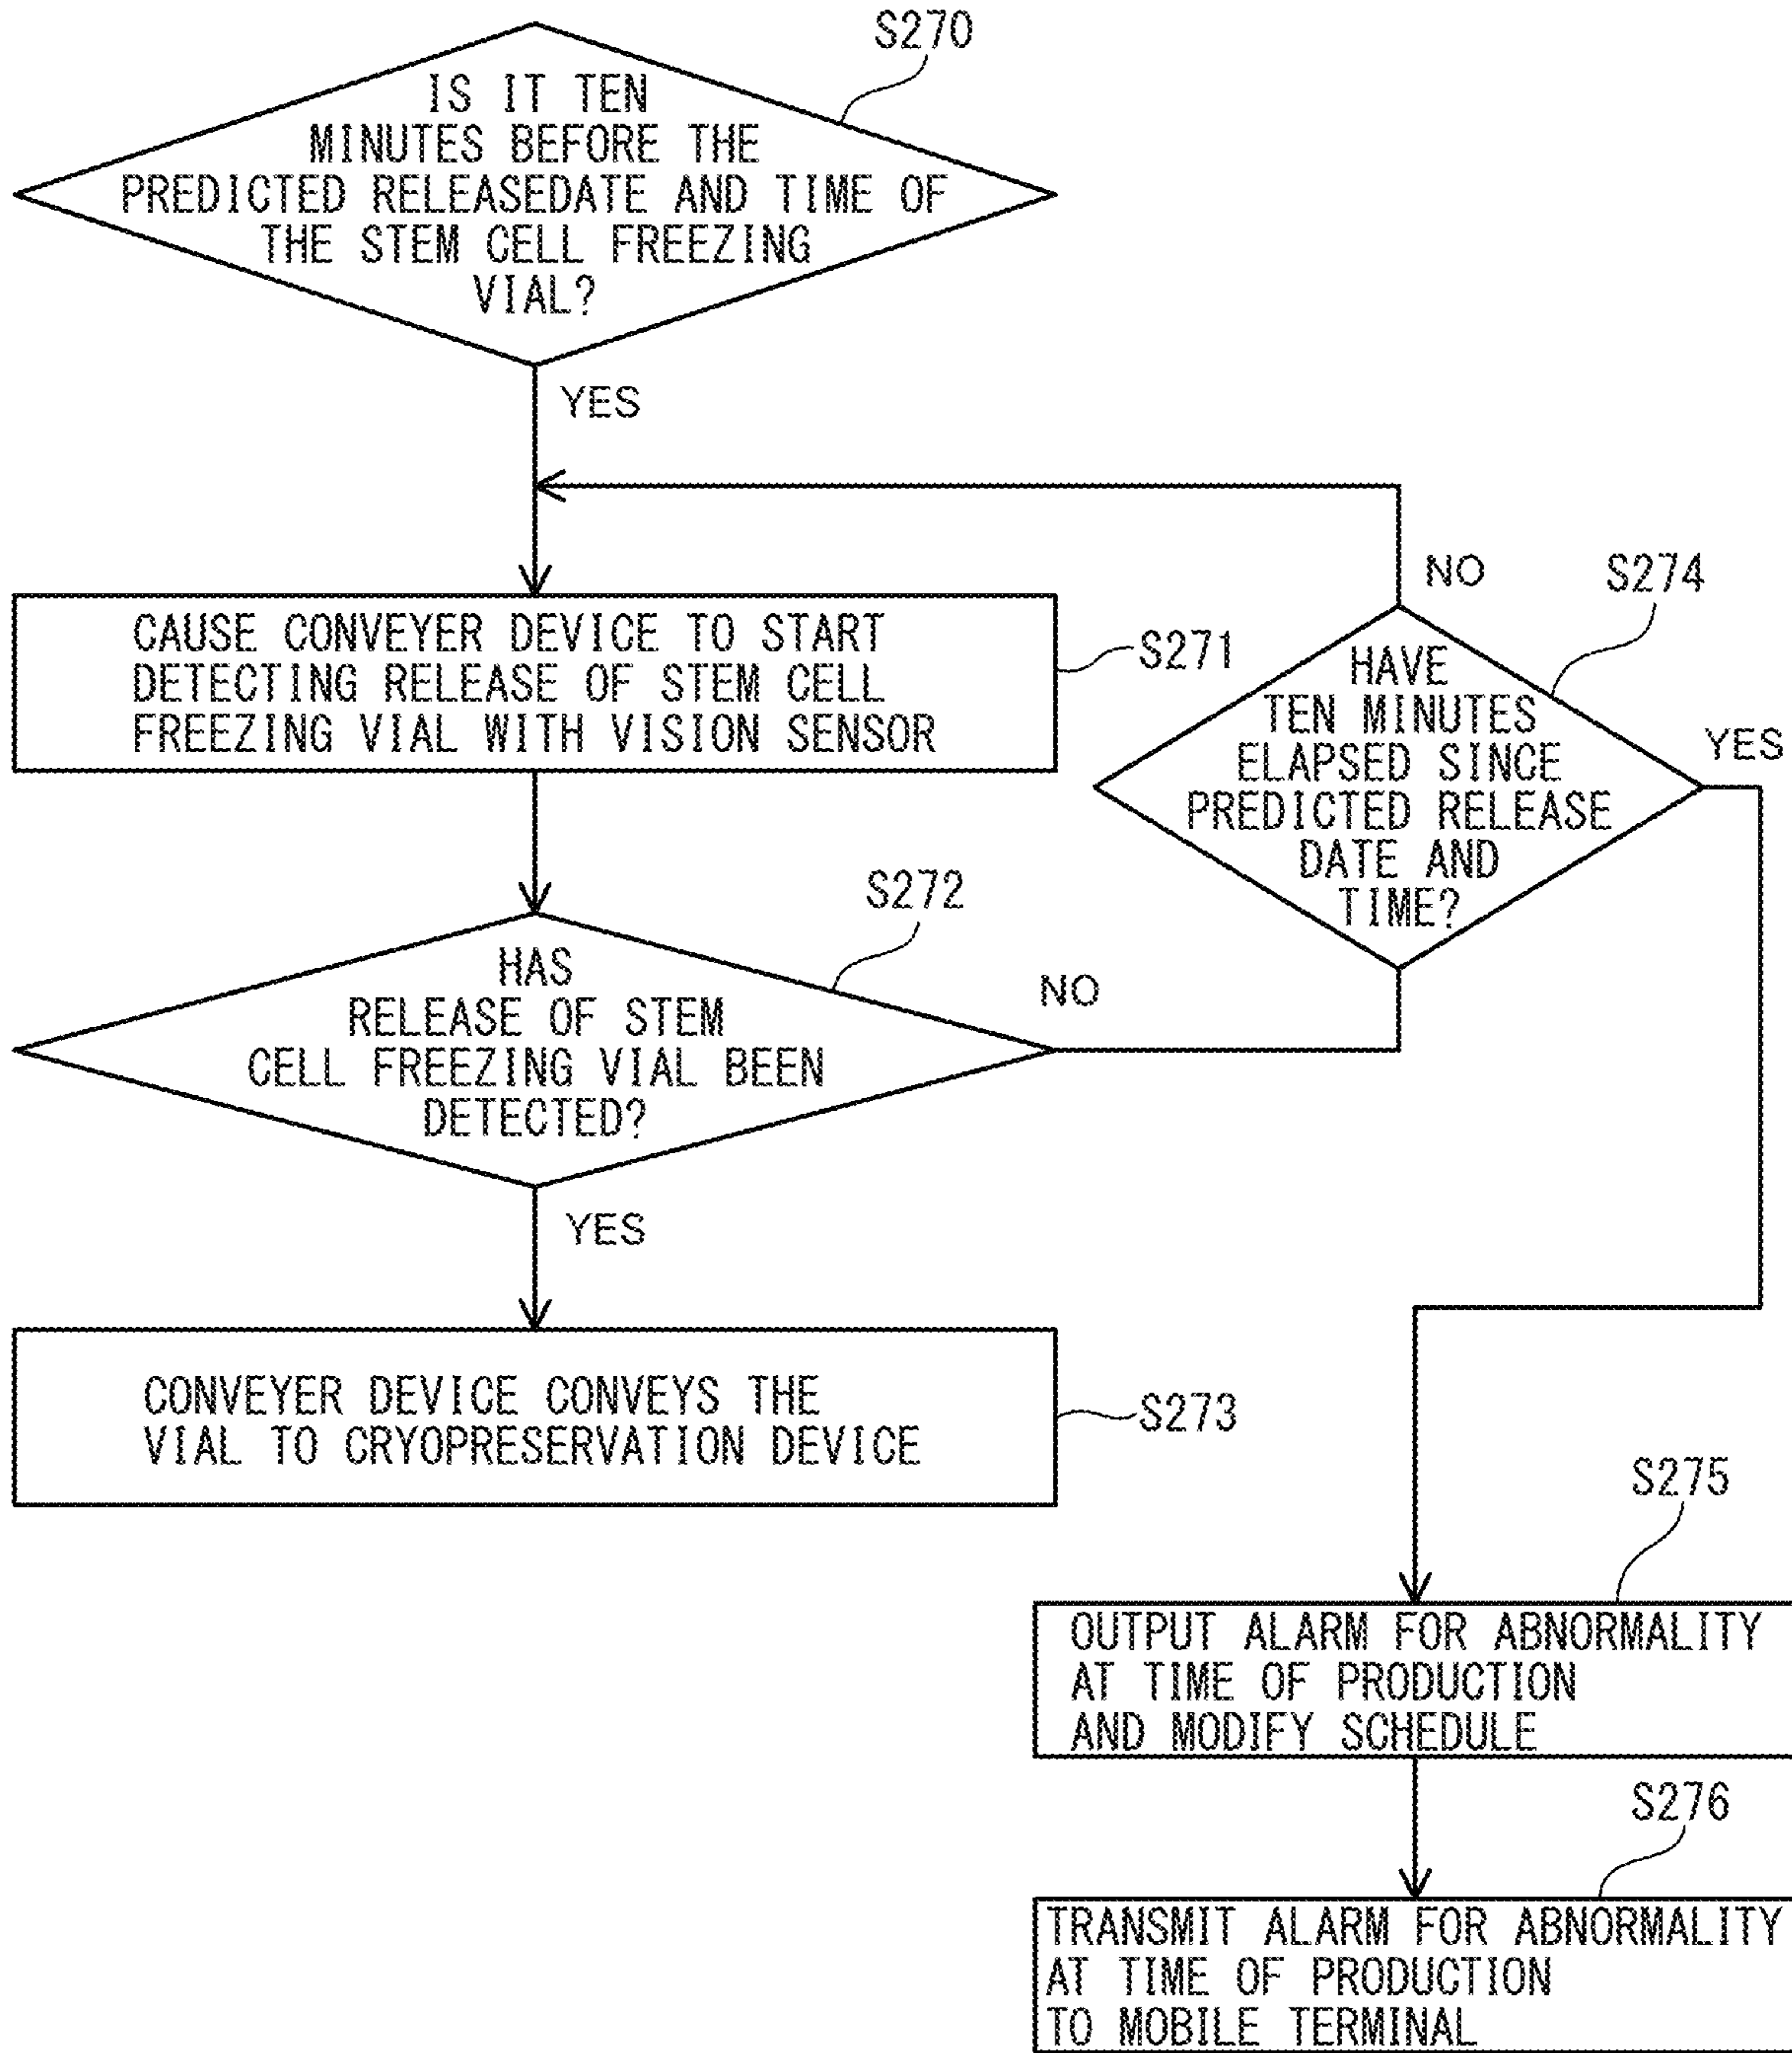 S270
IS IT TEN
MINUTES BEFORE THE
PREDICTED RELEASEDATE AND TIME OF
THE STEM CELL FREEZING
VIAL?
YES
CAUSE CONVEYER DEVICE TO START
DETECTING RELEASE OF STEM CELL
FREEZING VIAL WITH VISION SENSOR
S271
NO
S274
HAVE
TEN MINUTES
ELAPSED SINCE
PREDICTED RELEASE
DATE AND
TIME?
YES
S272
HAS
RELEASE OF STEM
CELL FREEZING VIAL BEEN
DETECTED?
NO
YES
CONVEYER DEVICE CONVEYS THE
VIAL TO CRYOPRESERVATION DEVICE
S273
S275
OUTPUT ALARM FOR ABNORMALITY
AT TIME OF PRODUCTION
AND MODIFY SCHEDULE
S276
TRANSMIT ALARM FOR ABNORMALITY
AT TIME OF PRODUCTION
TO MOBILE TERMINAL